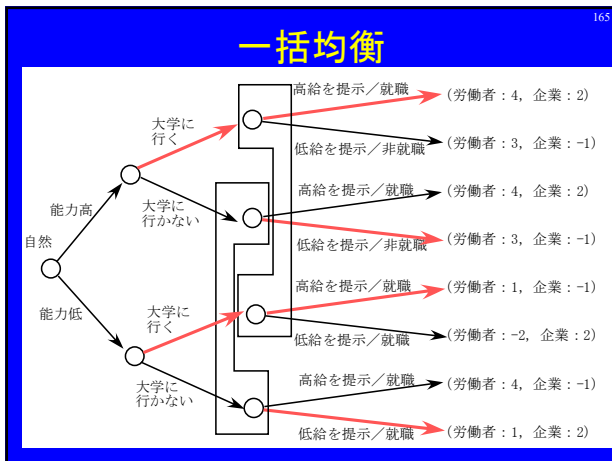 165
一括均衡
高給を提示／就職
(労働者：4, 企業：2)
大学に
行く
低給を提示／非就職
(労働者：3, 企業：-1)
高給を提示／就職
(労働者：4, 企業：2)
能力高
大学に
行かない
自然
低給を提示／非就職
(労働者：3, 企業：-1)
高給を提示／就職
(労働者：1, 企業：-1)
能力低
大学に
行く
低給を提示／就職
(労働者：-2, 企業：2)
高給を提示／就職
(労働者：4, 企業：-1)
大学に
行かない
低給を提示／就職
(労働者：1, 企業：2)